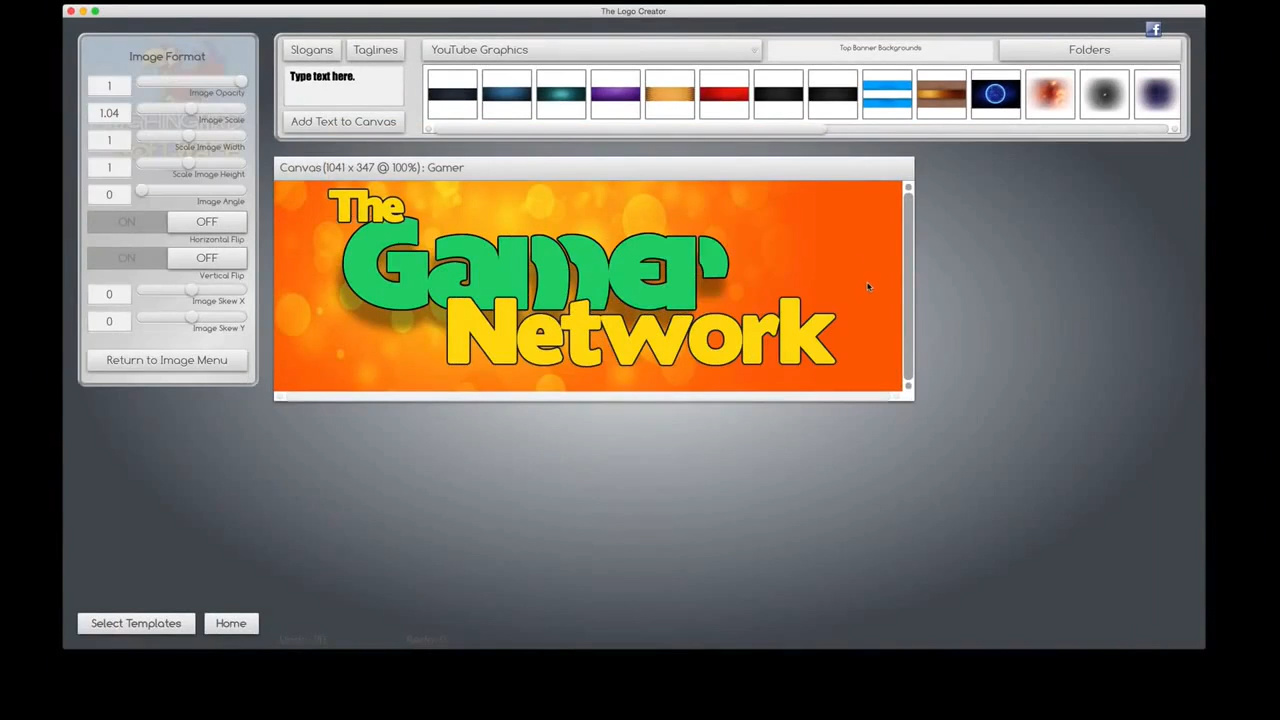 The Logo Creator
Image Format
1
Image Opacity
1.04
Image Scale
1
Scale Image Width
1
Scale Image Height
0
Image Angle
ON OFF
Horizontal Flip
ON OFF
Vertical Flip
0
Image Skew X
0
Image Skew Y
Return to Image Menu
Slogans Taglines YouTube Graphics Top Banner Backgrounds Folders
Type text here.
Add Text to Canvas
f
Canvas (1041 x 347 @ 100%) : Gamer
The
Gamer
Network
Select Templates Home